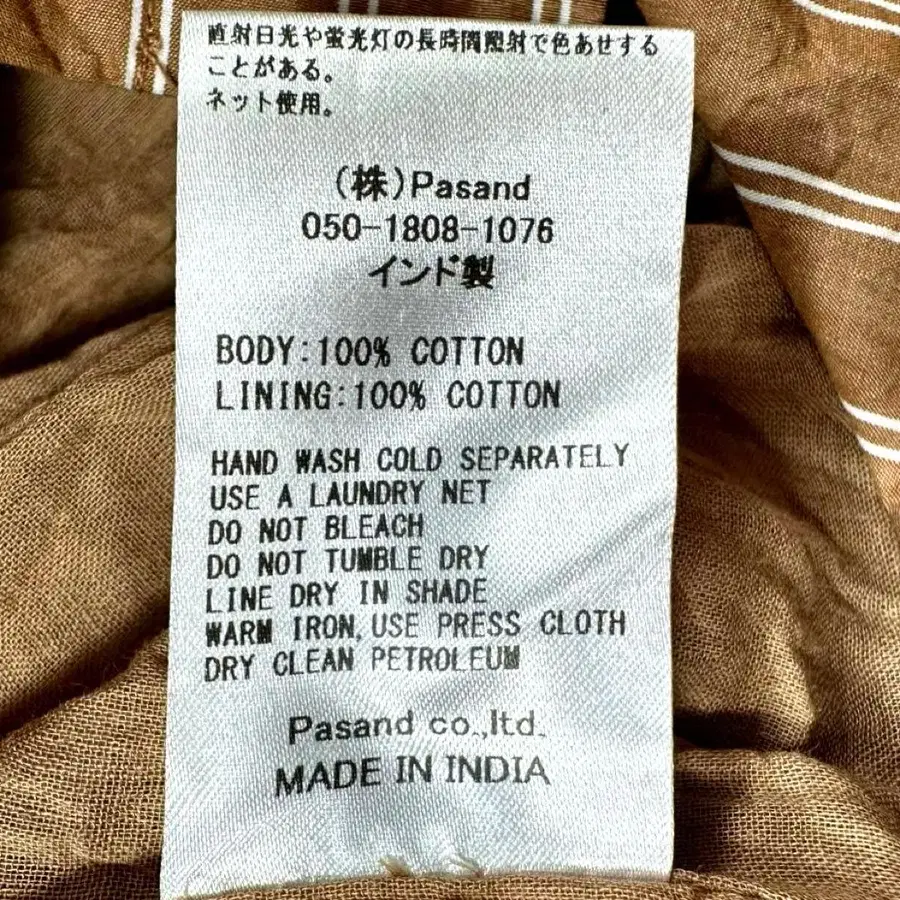 直射日光や蛍光灯の長時間照射で色あせする
ことがある。
ネット使用。
(株)Pasand
050-1808-1076
インド製
BODY:100% COTTON
LINING:100% COTTON
HAND WASH COLD SEPARATELY
USE A LAUNDRY NET
DO NOT BLEACH
DO NOT TUMBLE DRY
LINE DRY IN SHADE
WARM IRON,USE PRESS CLOTH
DRY CLEAN PETROLEUM
Pasand co.,ltd.
MADE IN INDIA